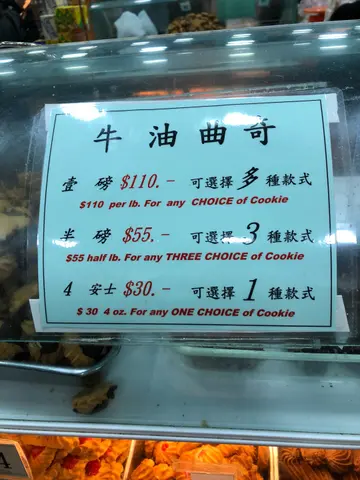 牛油曲奇
壹磅 $110.- 可選擇多種款式
$110 per lb. For any CHOICE of Cookie
半磅 $55.- 可選擇3種款式
$55 half lb. For any THREE CHOICE of Cookie
4安士 $30.- 可選擇1種款式
$ 30 4 oz. For any ONE CHOICE of Cookie
4